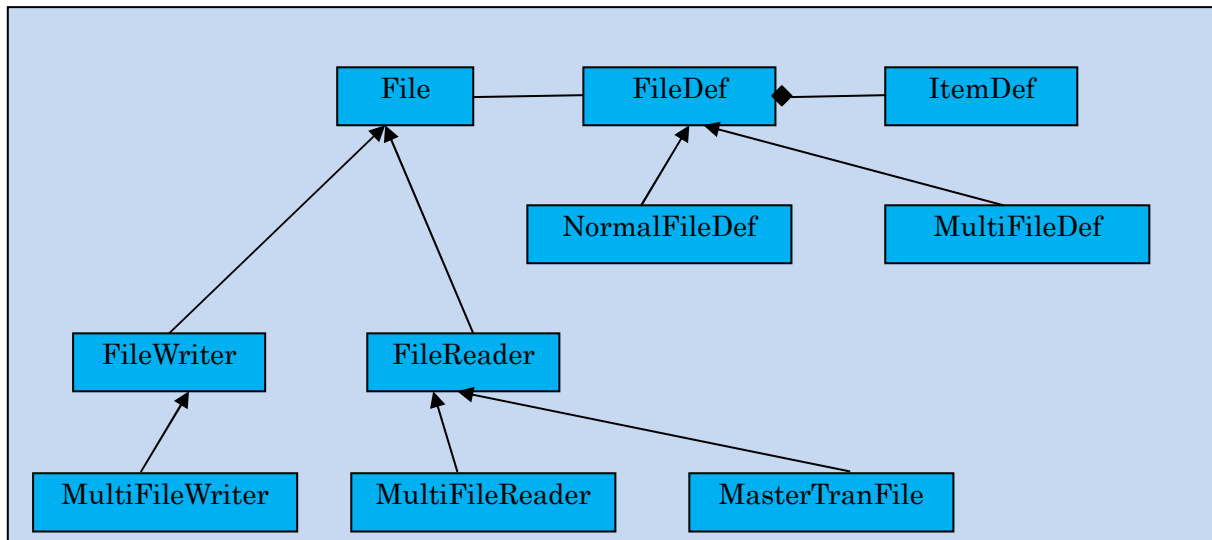 File
FileDef
ItemDef
NormalFileDef
MultiFileDef
FileWriter
FileReader
MultiFileWriter
MultiFileReader
MasterTranFile